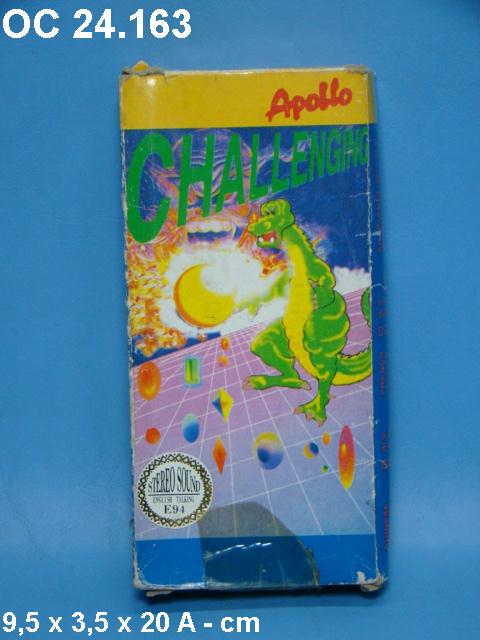 OC 24.163
Apollo
CHALLENGING
STEREO SOUND
ENGLISH TALKING
E94
9,5 x 3,5 x 20 A - cm